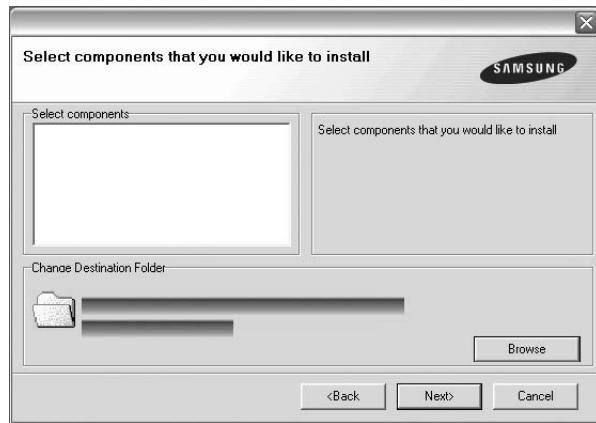 Select components that you would like to install
SAMSUNG
Select components
Select components that you would like to install
Change Destination Folder
Browse
<Back
Next>
Cancel